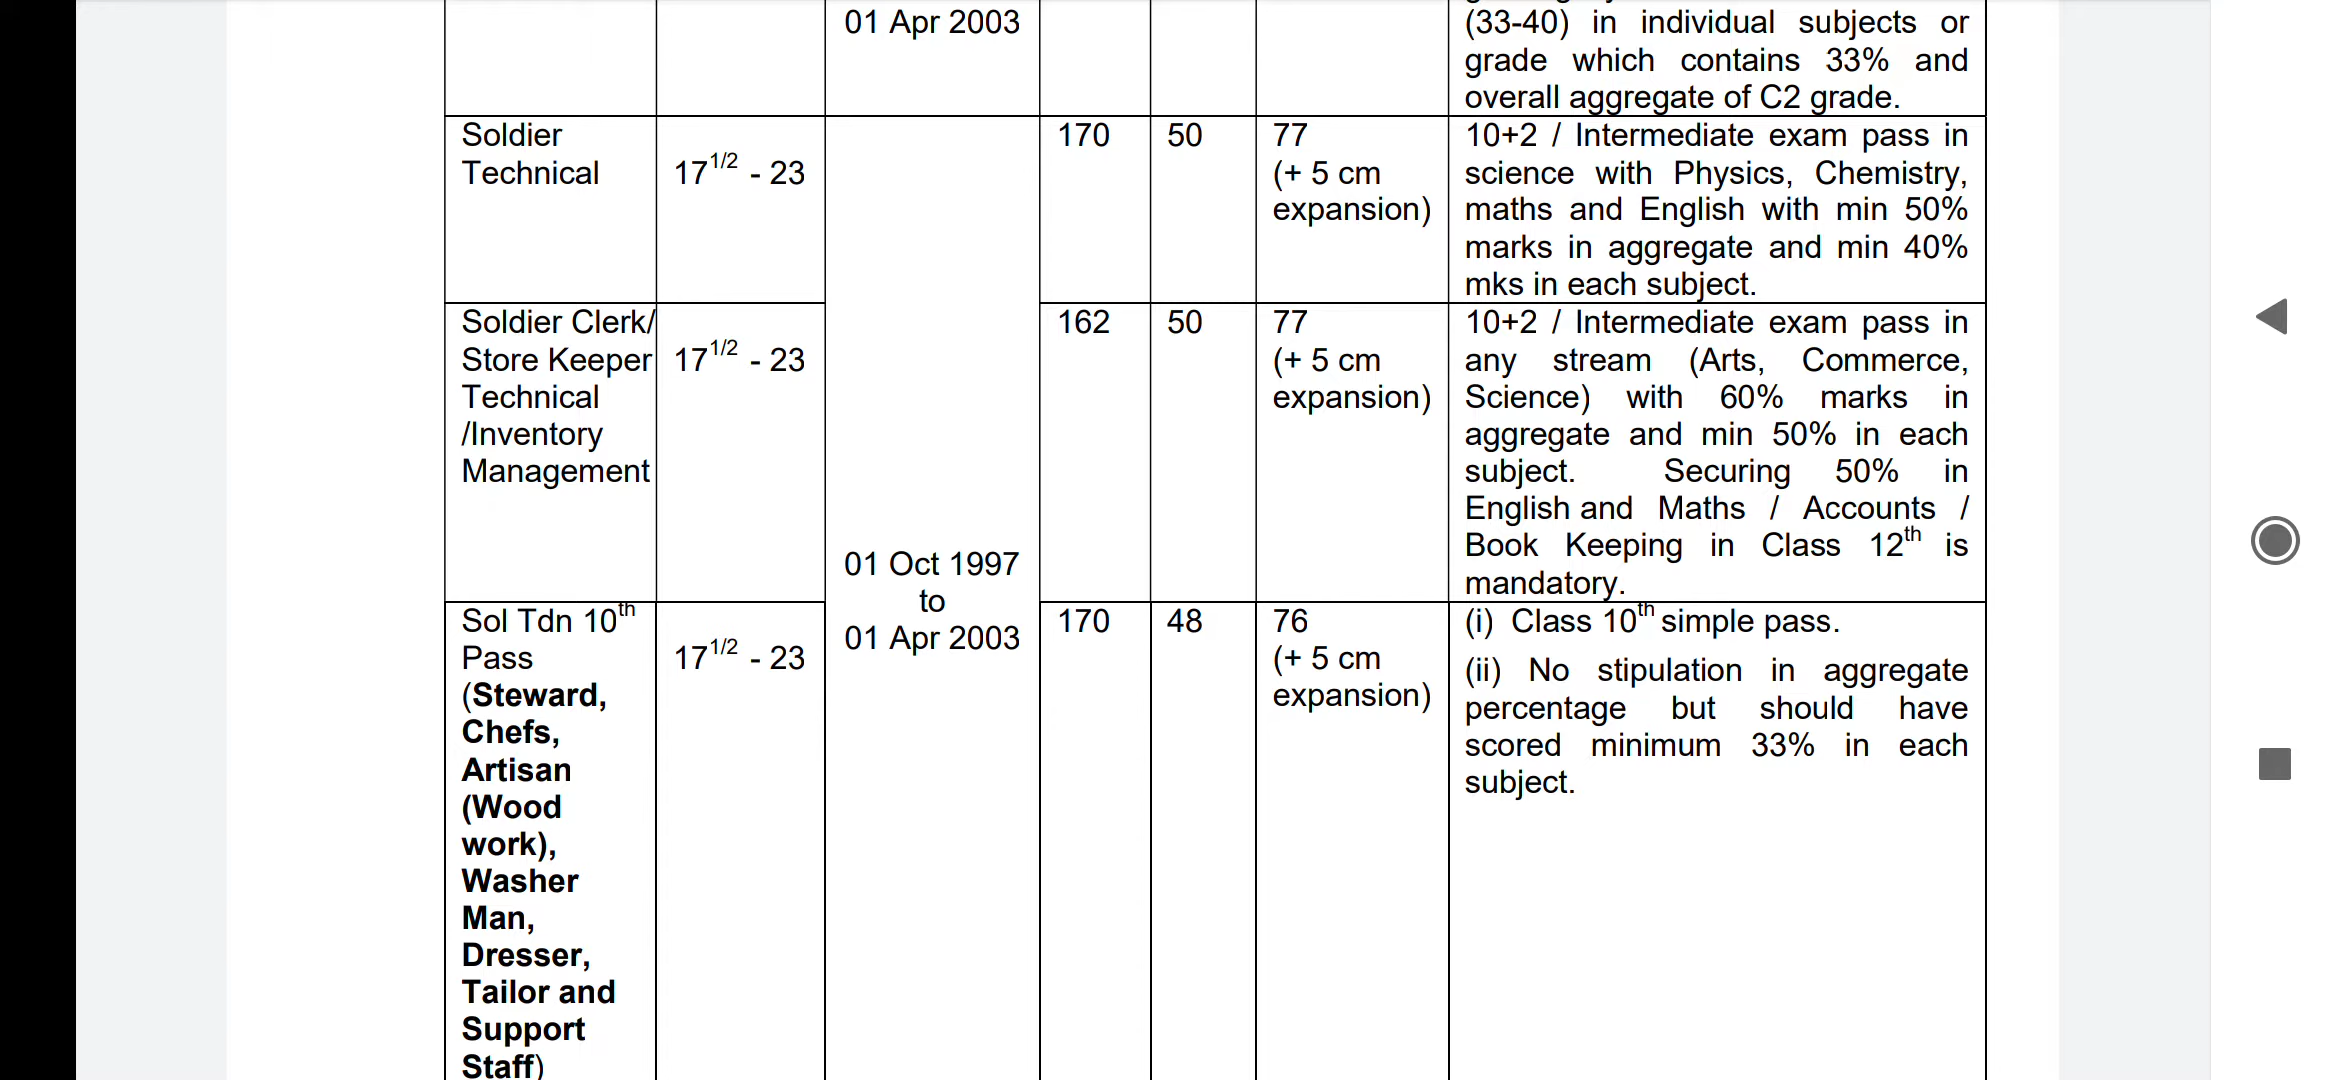 01 Apr 2003
(33-40) in individual subjects or
grade which contains 33% and
overall aggregate of C2 grade.
Soldier
Technical
17 1/2 - 23
170
50
77
(+ 5 cm
expansion)
10+2 / Intermediate exam pass in
science with Physics, Chemistry,
maths and English with min 50%
marks in aggregate and min 40%
mks in each subject.
Soldier Clerk/
Store Keeper
Technical
/Inventory
Management
17 1/2 - 23
01 Oct 1997
to
01 Apr 2003
162
50
77
(+ 5 cm
expansion)
10+2 / Intermediate exam pass in
any stream (Arts, Commerce,
Science) with 60% marks in
aggregate and min 50% in each
subject. Securing 50% in
English and Maths / Accounts /
Book Keeping in Class 12th is
mandatory.
Sol Tdn 10th
Pass
(Steward,
Chefs,
Artisan
(Wood
work),
Washer
Man,
Dresser,
Tailor and
Support
Staff)
17 1/2 - 23
170
48
76
(+ 5 cm
expansion)
(i) Class 10th simple pass.
(ii) No stipulation in aggregate
percentage but should have
scored minimum 33% in each
subject.